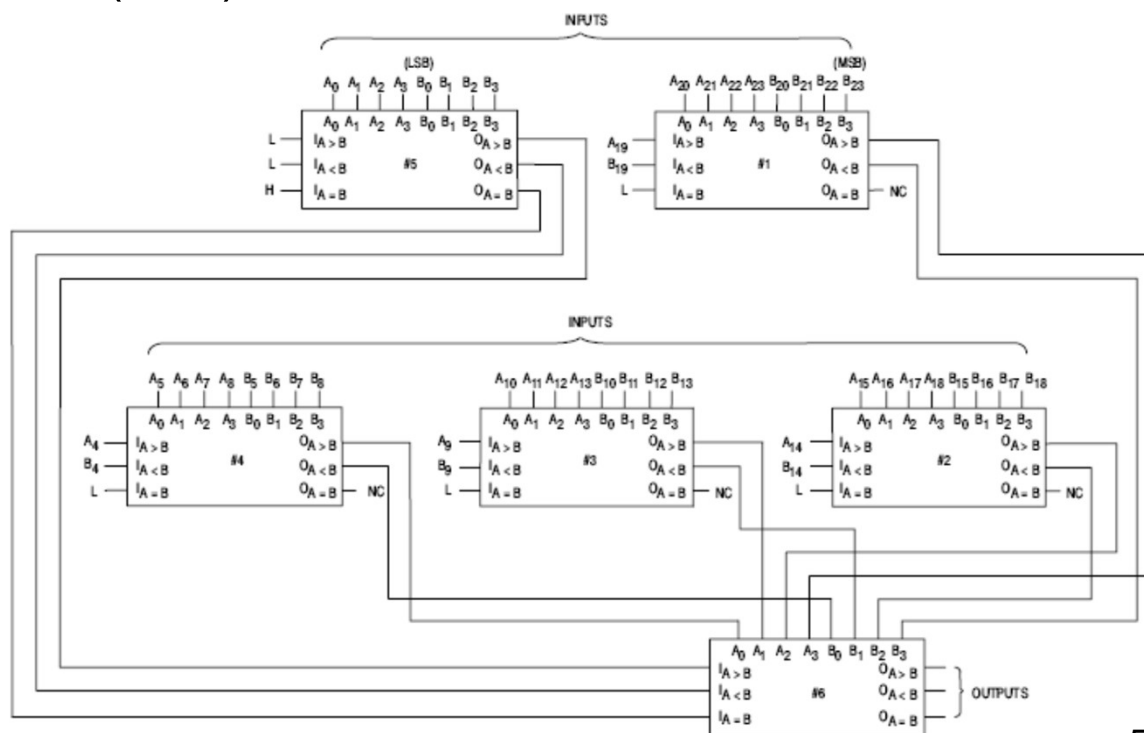 INPUTS
(LSB) (MSB)
A0 A1 A2 A3 B0 B1 B2 B3 A20 A21 A22 A23 B20 B21 B22 B23
A0 A1 A2 A3 B0 B1 B2 B3 A0 A1 A2 A3 B0 B1 B2 B3
L IA > B OA > B A19 IA > B OA > B
L IA < B #5 OA < B B19 IA < B #1 OA < B
H IA = B OA = B L IA = B OA = B NC
INPUTS
A5 A6 A7 A8 B5 B6 B7 B8 A10 A11 A12 A13 B10 B11 B12 B13 A15 A16 A17 A18 B15 B16 B17 B18
A0 A1 A2 A3 B0 B1 B2 B3 A0 A1 A2 A3 B0 B1 B2 B3 A0 A1 A2 A3 B0 B1 B2 B3
A4 IA > B OA > B A9 IA > B OA > B A14 IA > B OA > B
B4 IA < B #4 OA < B B9 IA < B #3 OA < B B14 IA < B #2 OA < B
L IA = B OA = B NC L IA = B OA = B NC L IA = B OA = B NC
A0 A1 A2 A3 B0 B1 B2 B3
IA > B OA > B
IA < B #6 OA < B OUTPUTS
IA = B OA = B